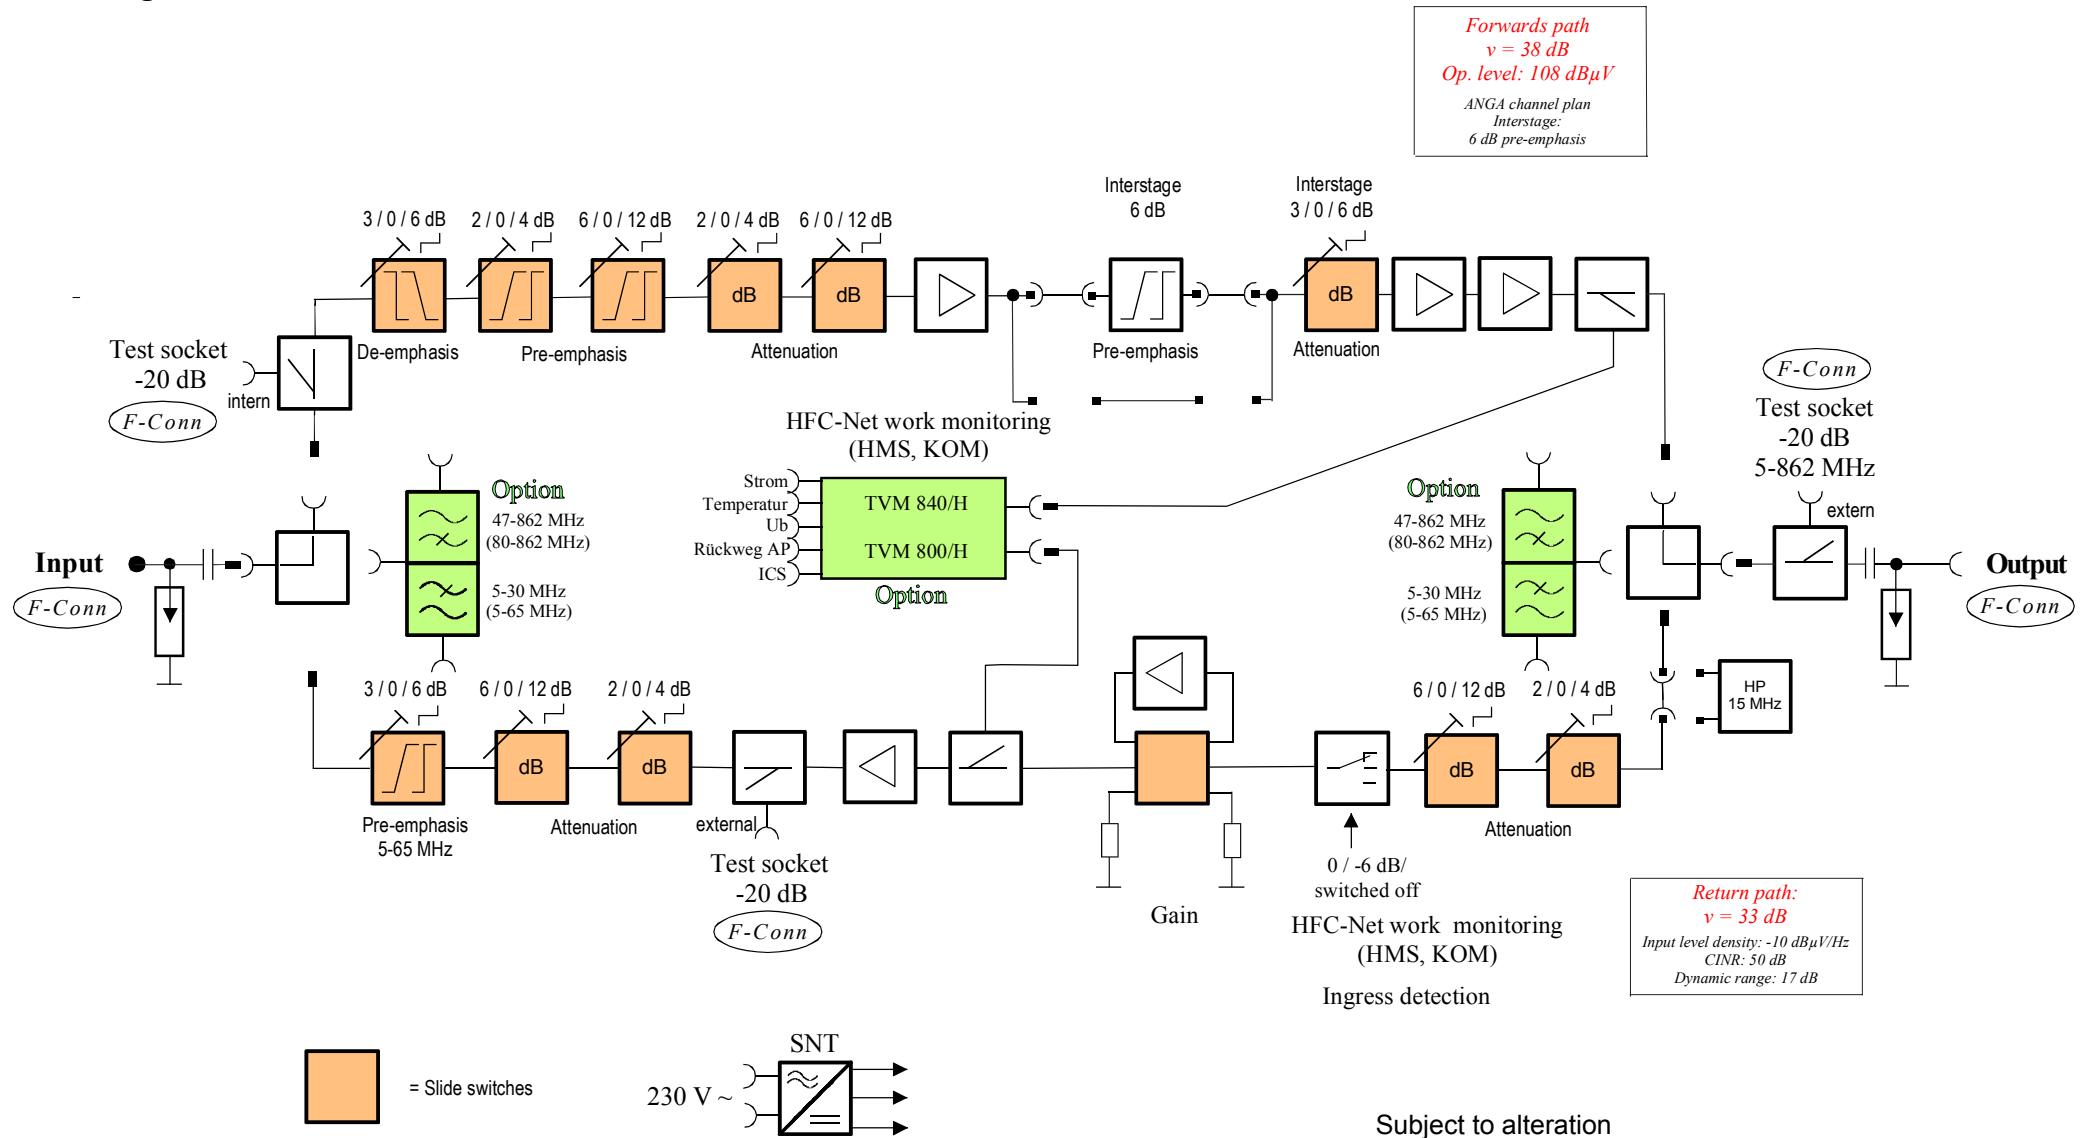 Forwards path
v = 38 dB
Op. level: 108 dBµV
ANGA channel plan
Interstage:
6 dB pre-emphasis
Interstage
6 dB
Interstage
3 / 0 / 6 dB
3 / 0 / 6 dB
2 / 0 / 4 dB
6 / 0 / 12 dB
2 / 0 / 4 dB
6 / 0 / 12 dB
dB
dB
dB
De-emphasis
Pre-emphasis
Attenuation
Pre-emphasis
Attenuation
Test socket
-20 dB
intern
F-Conn
F-Conn
Test socket
-20 dB
5-862 MHz
extern
HFC-Net work monitoring
(HMS, KOM)
Strom
Temperatur
Ub
Rückweg AP
ICS
TVM 840/H
TVM 800/H
Option
Option
47-862 MHz
(80-862 MHz)
5-30 MHz
(5-65 MHz)
Option
47-862 MHz
(80-862 MHz)
5-30 MHz
(5-65 MHz)
Input
F-Conn
Output
F-Conn
HP
15 MHz
3 / 0 / 6 dB
6 / 0 / 12 dB
2 / 0 / 4 dB
6 / 0 / 12 dB
2 / 0 / 4 dB
dB
dB
dB
dB
Pre-emphasis
5-65 MHz
Attenuation
external
Test socket
-20 dB
F-Conn
Gain
0 / -6 dB/
switched off
HFC-Net work monitoring
(HMS, KOM)
Ingress detection
Attenuation
Return path:
v = 33 dB
Input level density: -10 dBµV/Hz
CINR: 50 dB
Dynamic range: 17 dB
= Slide switches
SNT
230 V ~
Subject to alteration